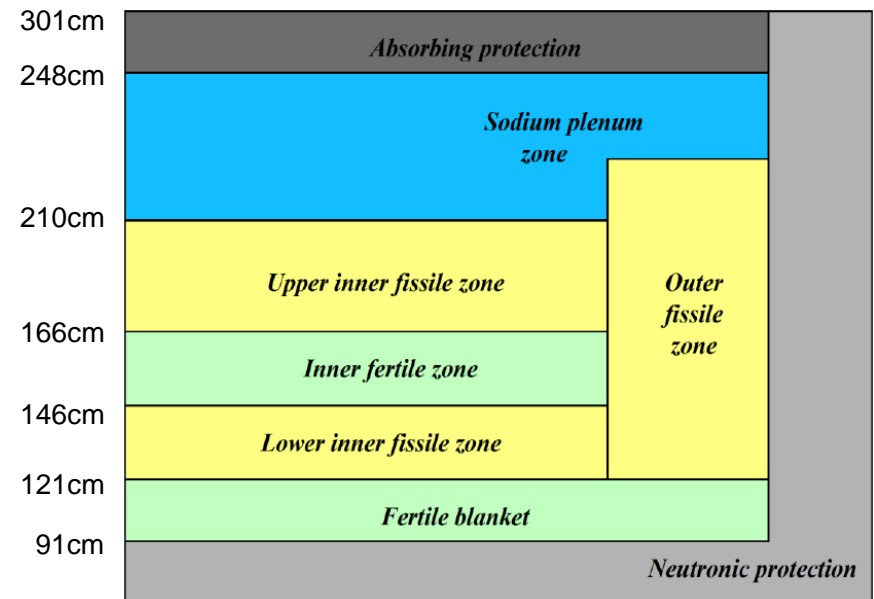 301cm
Absorbing protection
248cm
Sodium plenum
zone
210cm
Upper inner fissile zone
Outer
fissile
zone
166cm
Inner fertile zone
146cm
Lower inner fissile zone
121cm
Fertile blanket
91cm
Neutronic protection